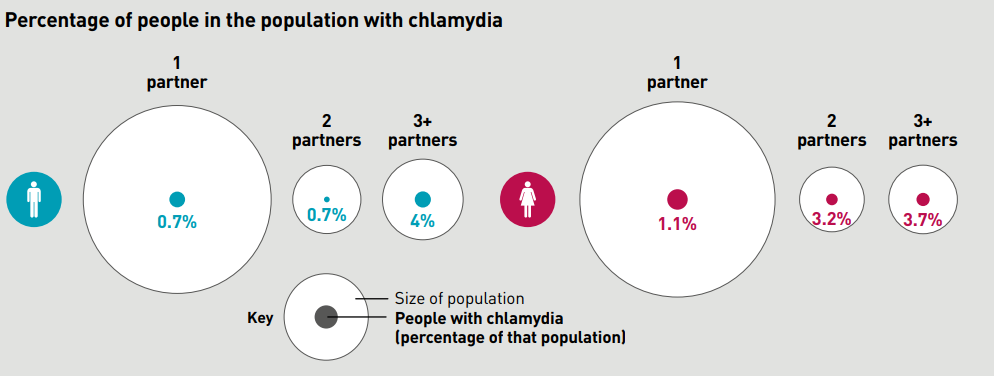 Percentage of people in the population with chlamydia
1
partner
2
partners
3+
partners
0.7%
0.7%
4%
1
partner
2
partners
3+
partners
1.1%
3.2%
3.7%
Key
Size of population
People with chlamydia
(percentage of that population)